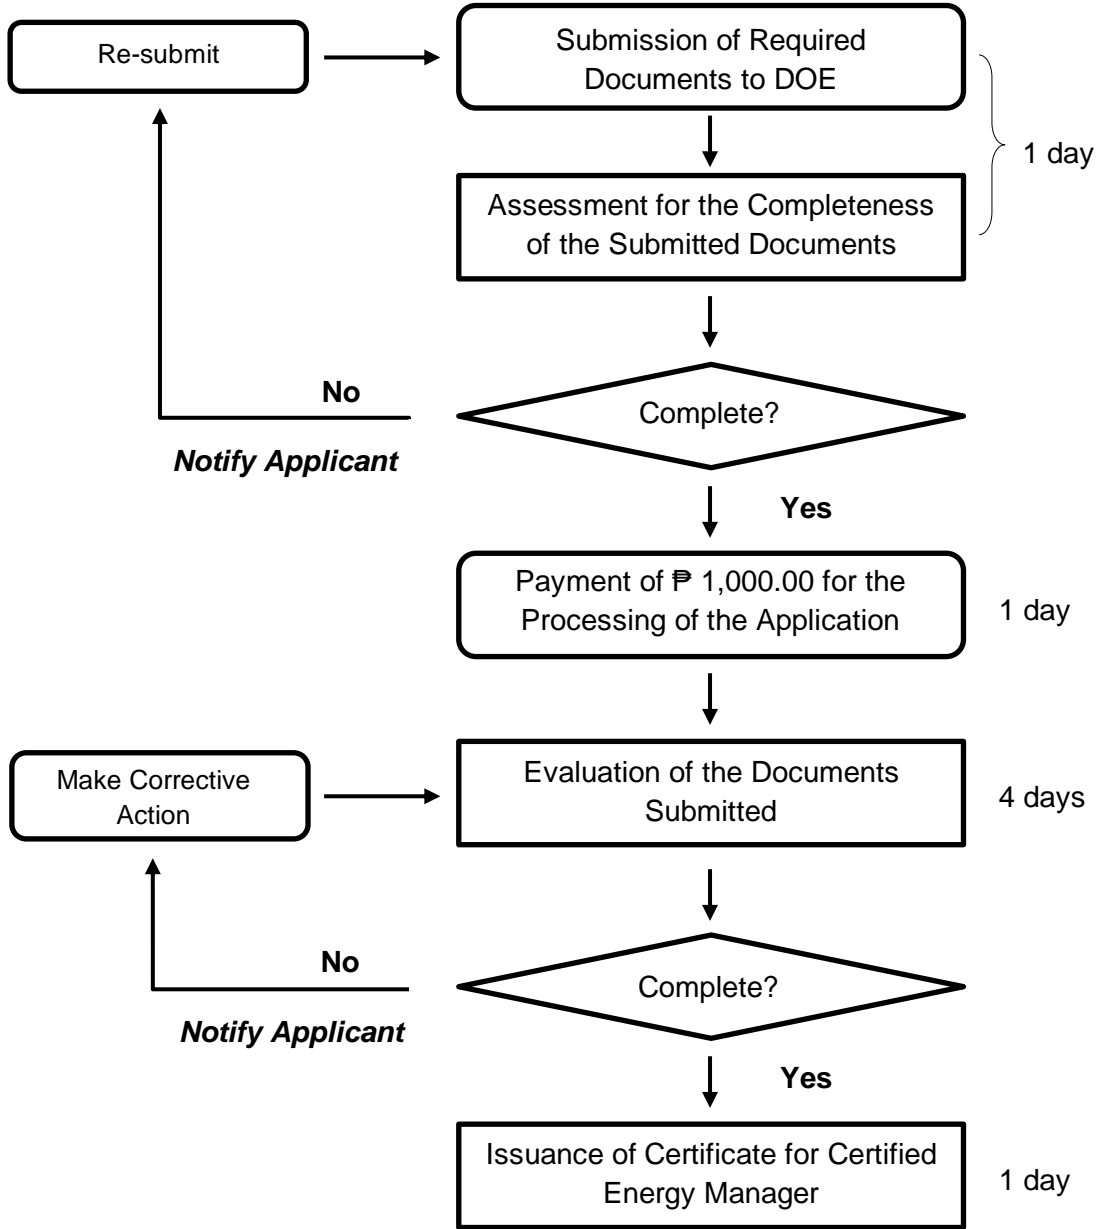 Re-submit
Submission of Required
Documents to DOE
1 day
Assessment for the Completeness
of the Submitted Documents
No
Complete?
Notify Applicant
Yes
Payment of ₱ 1,000.00 for the
Processing of the Application
1 day
Make Corrective
Action
Evaluation of the Documents
Submitted
4 days
No
Complete?
Notify Applicant
Yes
Issuance of Certificate for Certified
Energy Manager
1 day